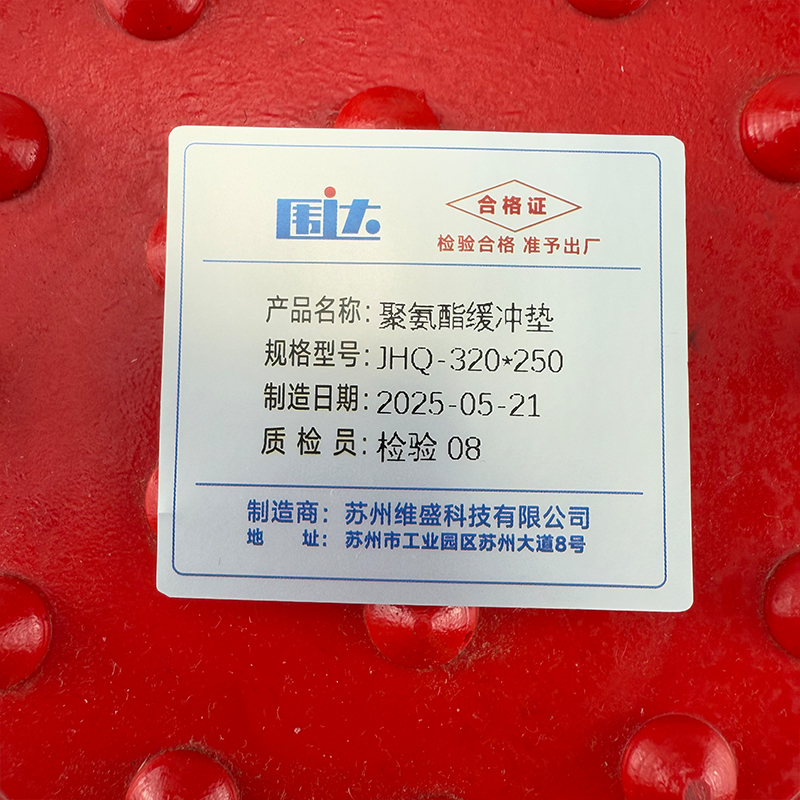 围达
合格证
检验合格 准予出厂
产品名称：聚氨酯缓冲垫
规格型号：JHQ-320*250
制造日期：2025-05-21
质 检 员：检验 08
制造商：苏州维盛科技有限公司
地 址：苏州市工业园区苏州大道8号